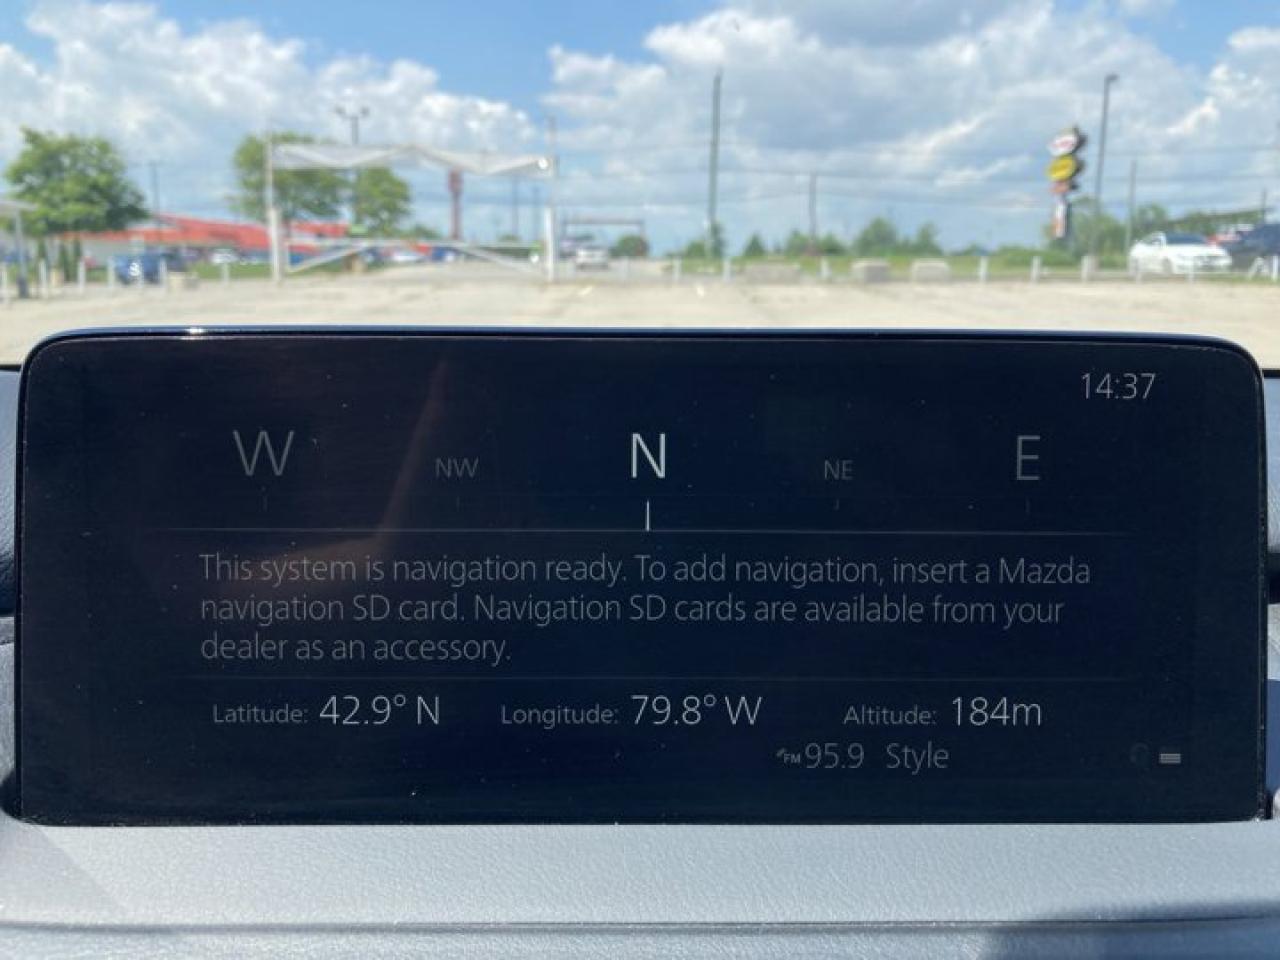 14:37
W NW N NE E
This system is navigation ready. To add navigation, insert a Mazda
navigation SD card. Navigation SD cards are available from your
dealer as an accessory.
Latitude: 42.9° N Longitude: 79.8° W Altitude: 184m
FM 95.9 Style